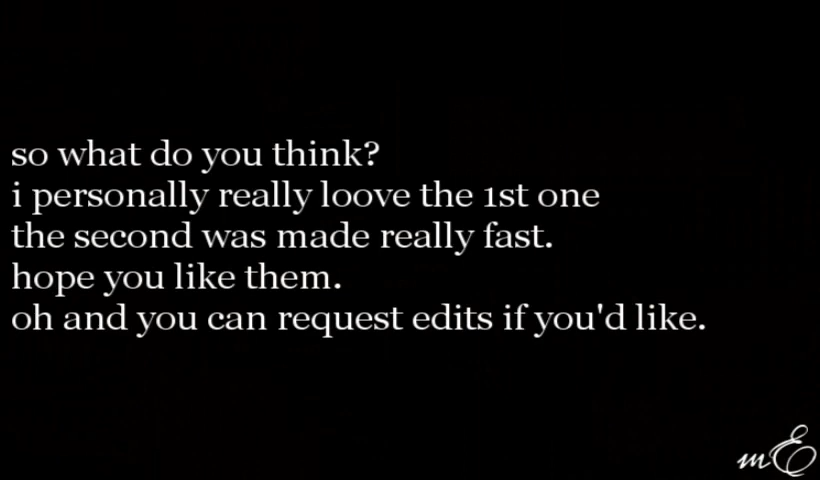 so what do you think?
i personally really loove the 1st one
the second was made really fast.
hope you like them.
oh and you can request edits if you'd like.
mE